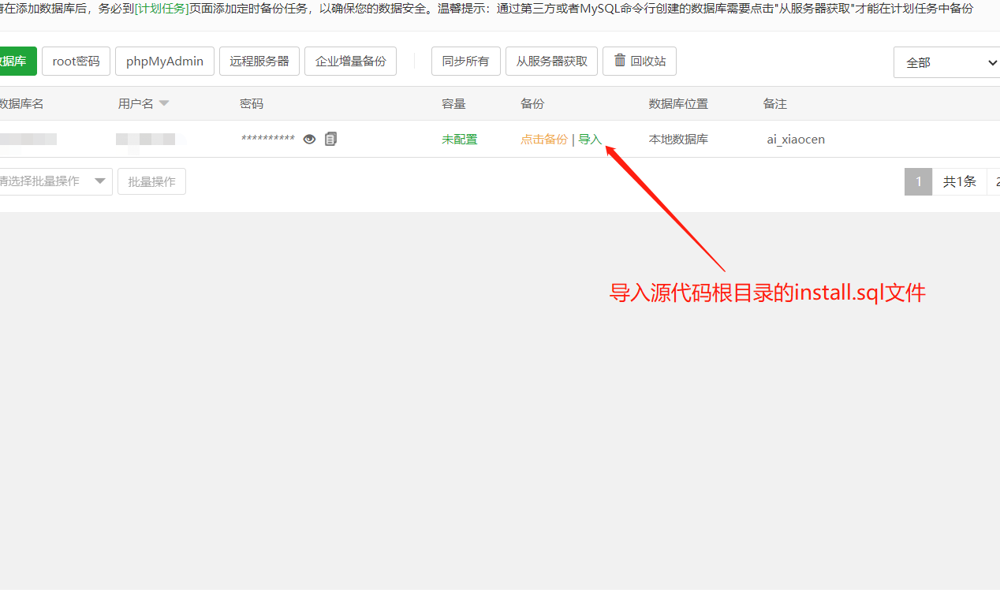 请在添加数据库后，务必到[计划任务]页面添加定时备份任务，以确保您的数据安全。温馨提示：通过第三方或者MySQL命令行创建的数据库需要点击"从服务器获取"才能在计划任务中备份
数据库 root密码 phpMyAdmin 远程服务器 企业增量备份 同步所有 从服务器获取 回收站 全部
数据库名 用户名 密码 容量 备份 数据库位置 备注
********** 未配置 点击备份 | 导入 本地数据库 ai_xiaocen
请选择批量操作 批量操作 1 共1条 2
导入源代码根目录的install.sql文件